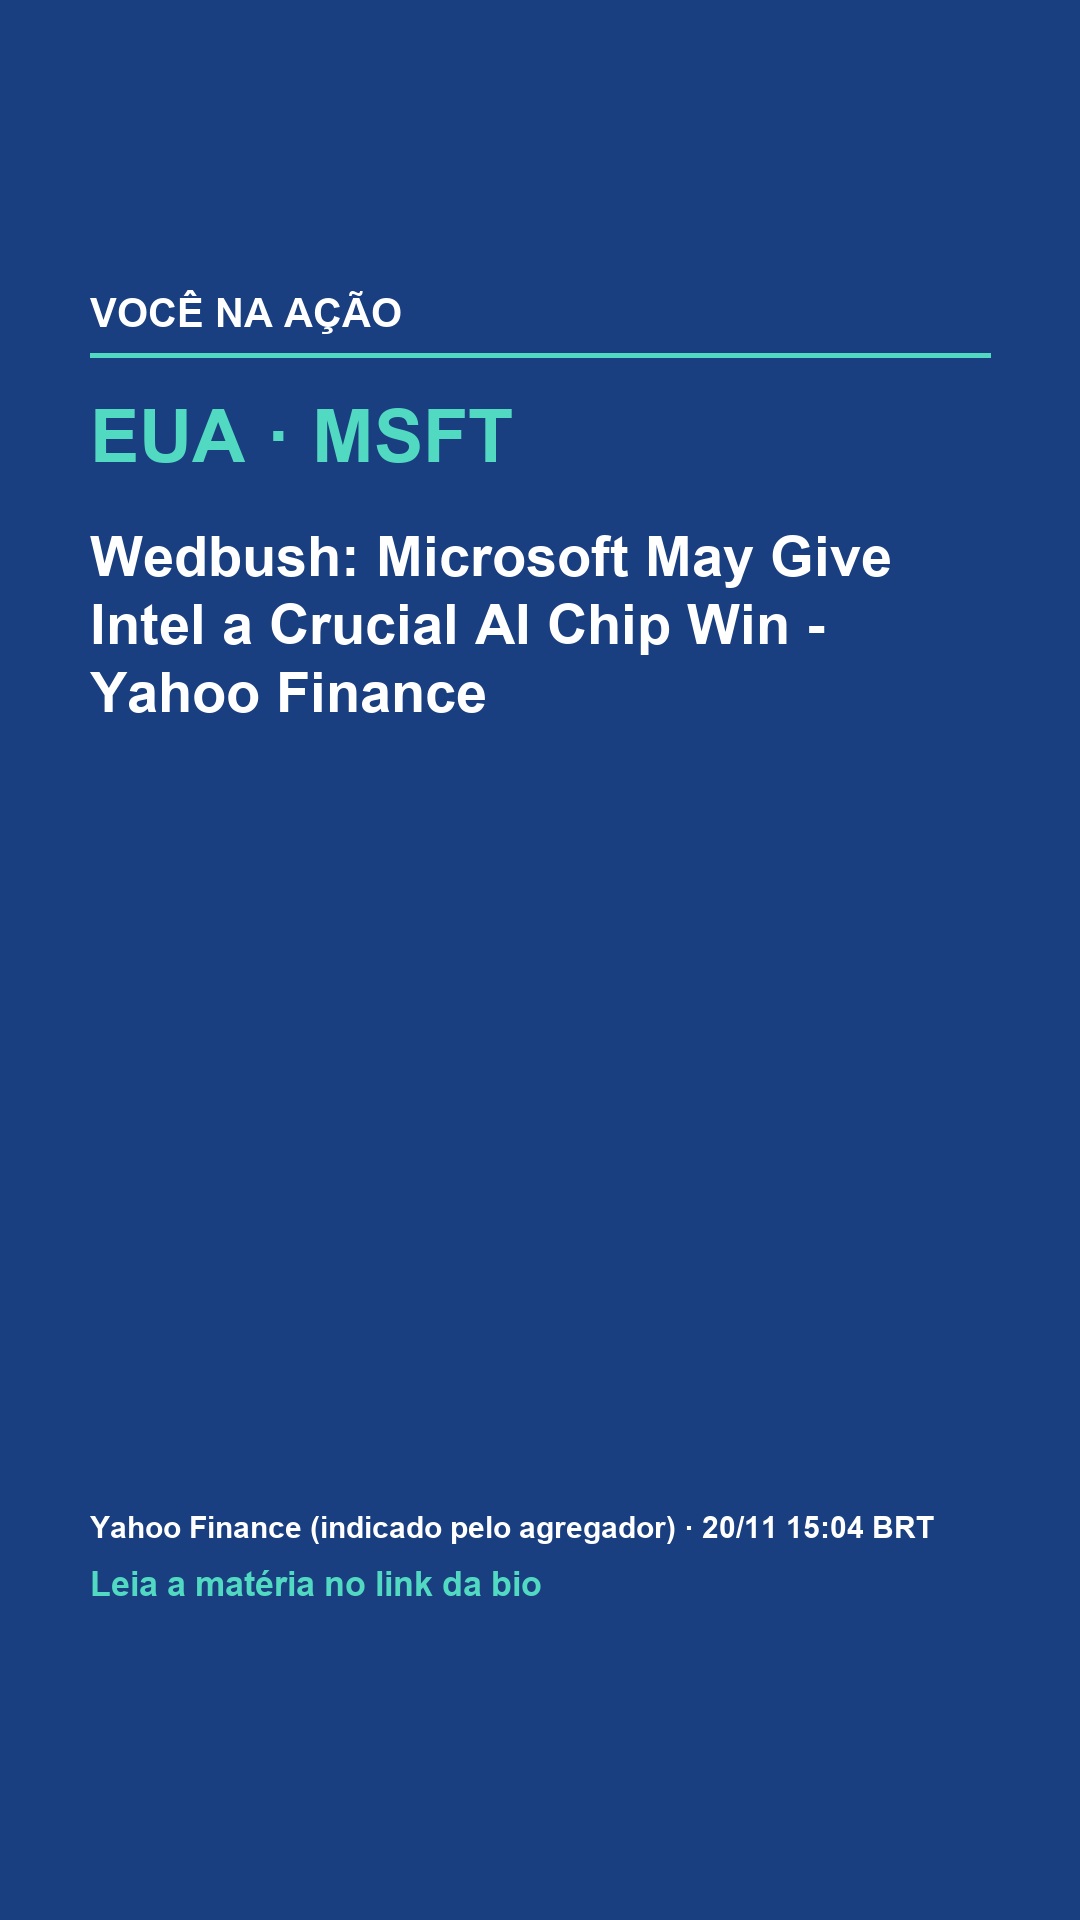 VOCÊ NA AÇÃO
EUA · MSFT
Wedbush: Microsoft May Give
Intel a Crucial AI Chip Win -
Yahoo Finance
Yahoo Finance (indicado pelo agregador) · 20/11 15:04 BRT
Leia a matéria no link da bio